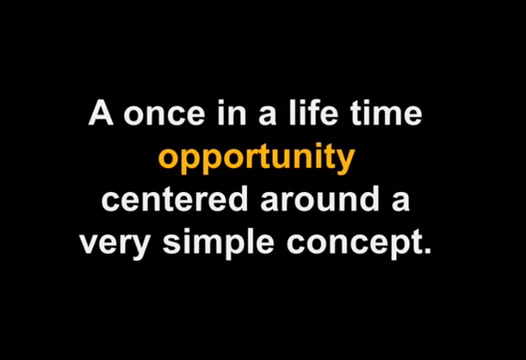 A once in a life time
opportunity
centered around a
very simple concept.